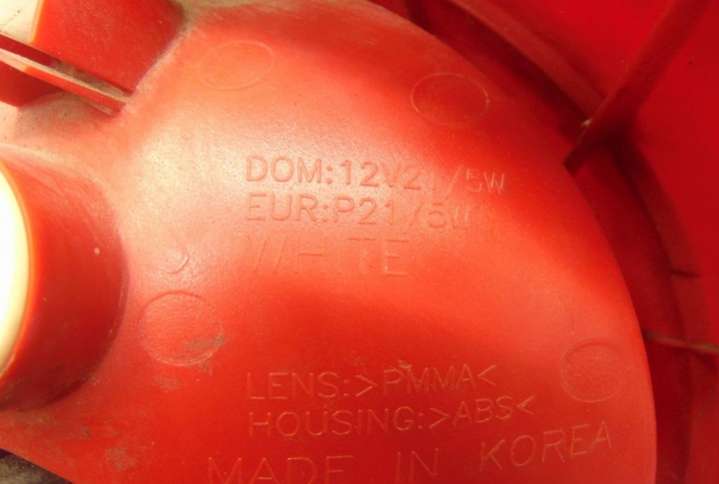 DOM:12V21/5W
EUR:P21/5W
WHITE
LENS:>PMMA<
HOUSING:>ABS<
MADE IN KOREA